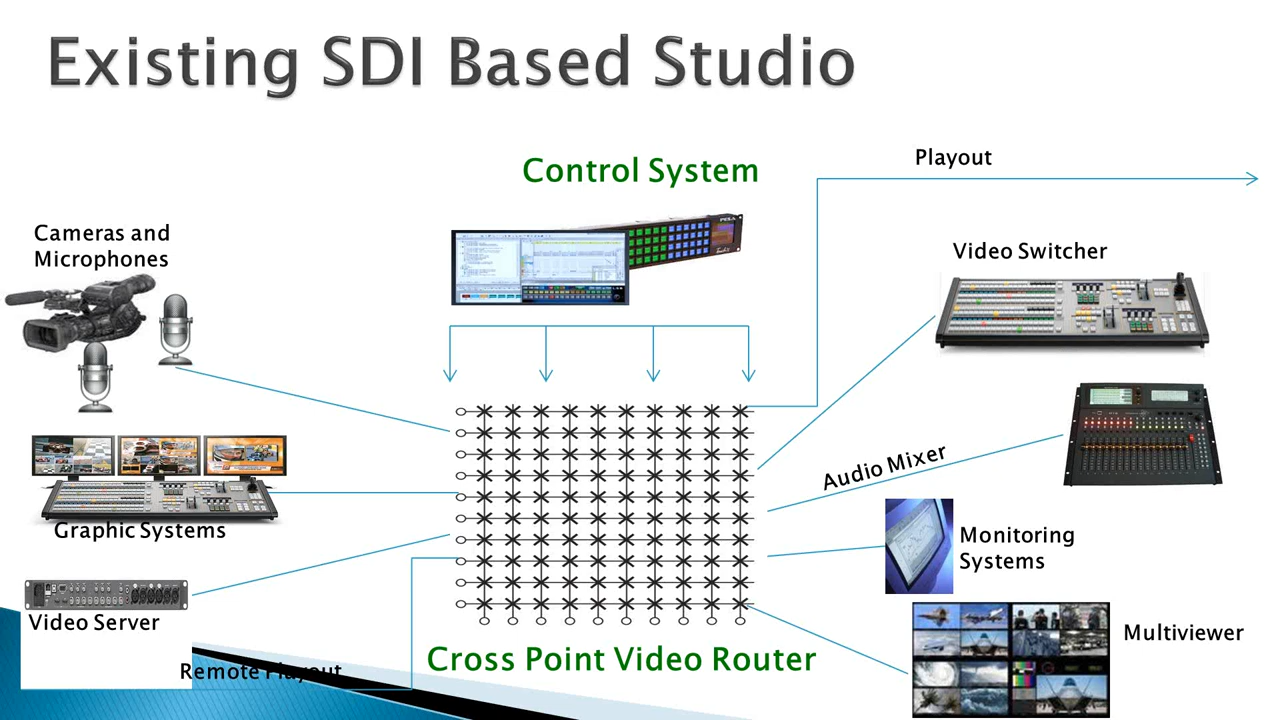 Existing SDI Based Studio
Playout
Control System
Cameras and
Microphones
Video Switcher
Audio Mixer
Graphic Systems
Monitoring
Systems
Video Server
Multiviewer
Cross Point Video Router
Remote Playout